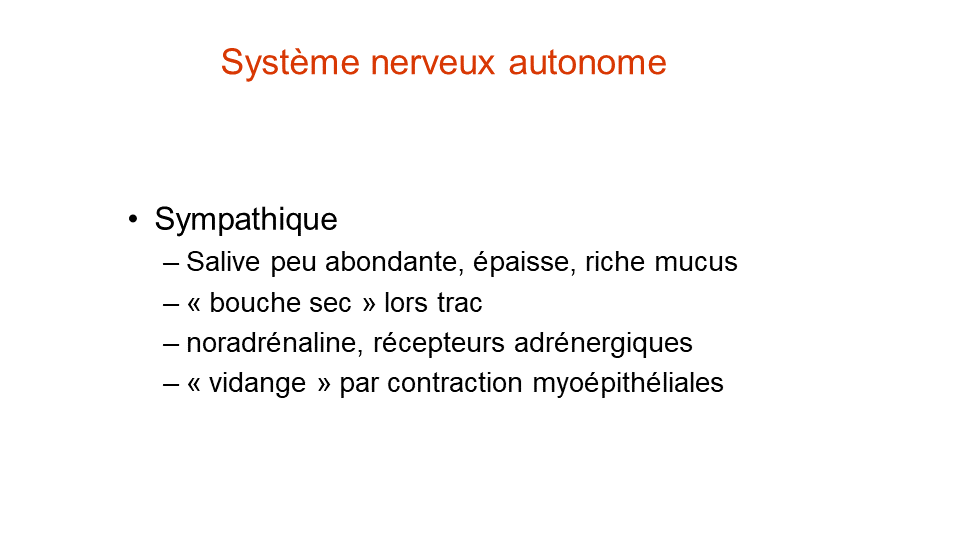 Système nerveux autonome
• Sympathique
– Salive peu abondante, épaisse, riche mucus
– « bouche sec » lors trac
– noradrénaline, récepteurs adrénergiques
– « vidange » par contraction myoépithéliales